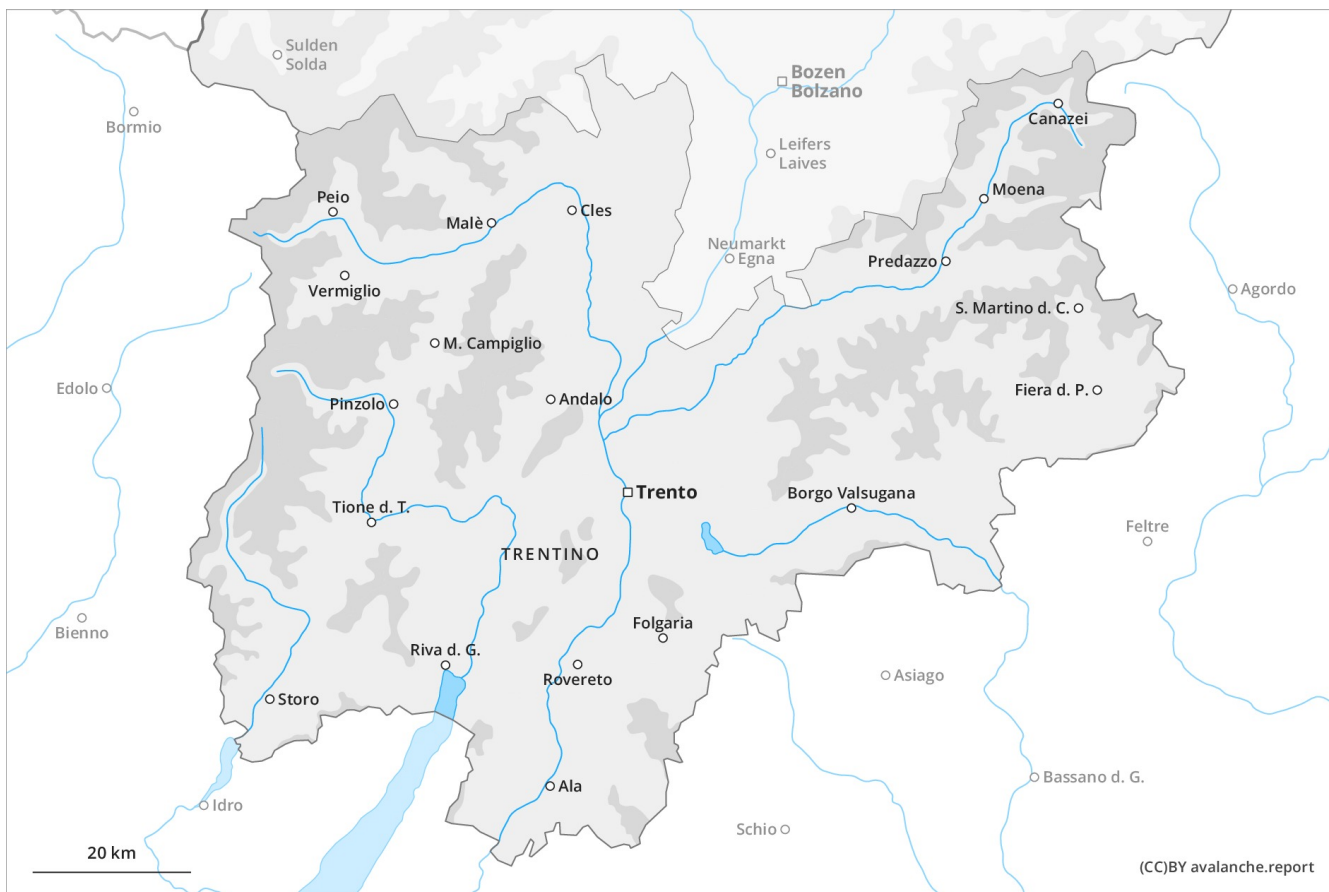 Sulden
Solda
Bozen
Bolzano
Bormio
Canazei
Leifers
Laives
Peio
Moena
Malè
Cles
Neumarkt
Egna
Predazzo
Vermiglio
Agordo
S. Martino d. C.
M. Campiglio
Edolo
Fiera d. P.
Pinzolo
Andalo
Trento
Borgo Valsugana
Tione d. T.
Feltre
TRENTINO
Bienno
Folgaria
Riva d. G.
Asiago
Rovereto
Storo
Bassano d. G.
Ala
Idro
Schio
20 km
(CC)BY avalanche.report